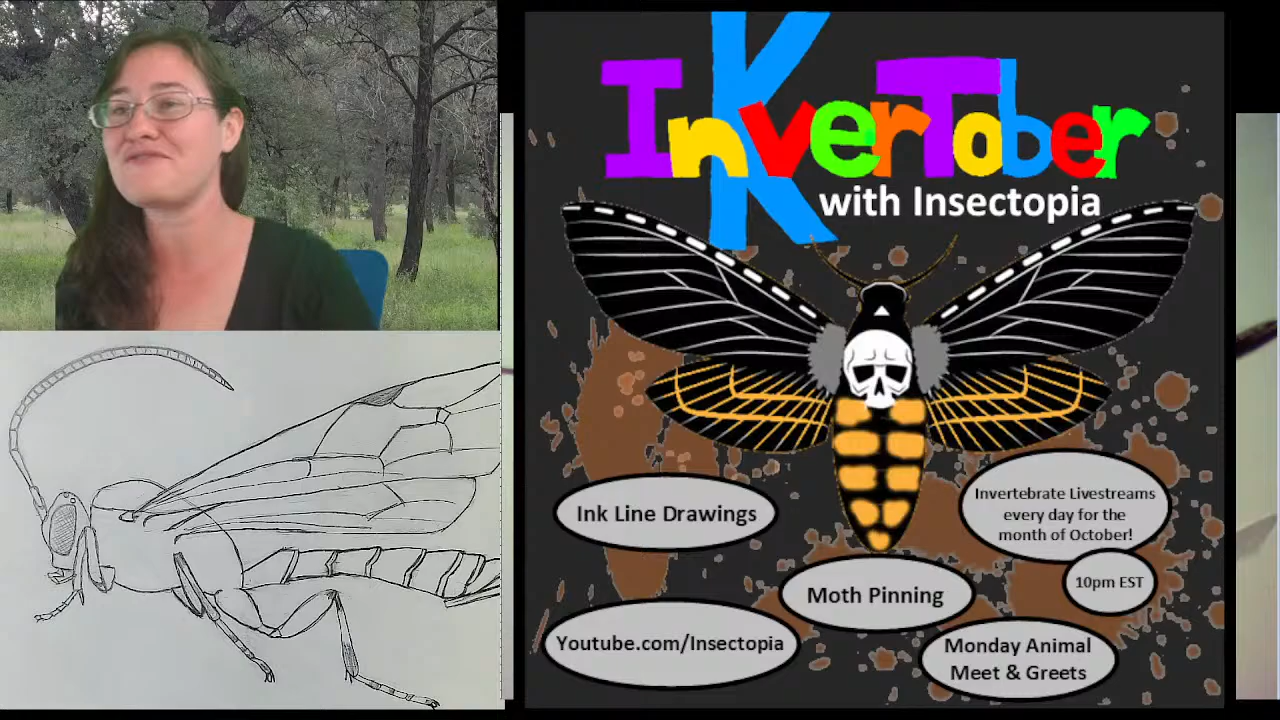 InKverTober
with Insectopia
Ink Line Drawings
Invertebrate Livestreams
every day for the
month of October!
10pm EST
Moth Pinning
Youtube.com/Insectopia
Monday Animal
Meet & Greets